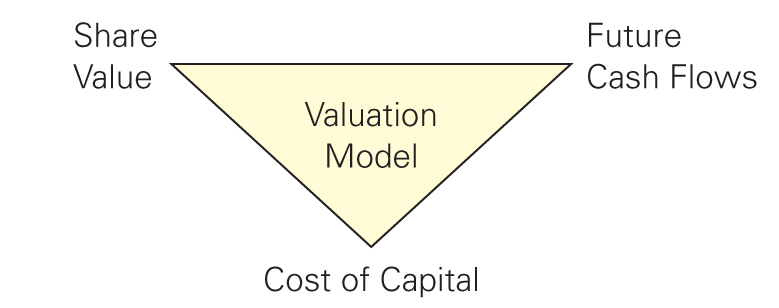 Share
Value
Future
Cash Flows
Valuation
Model
Cost of Capital